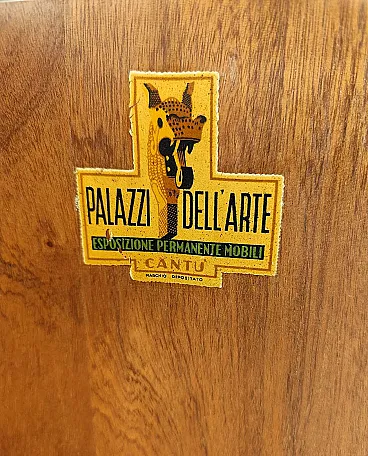 PALAZZI DELL'ARTE
ESPOSIZIONE PERMANENTE MOBILI
CANTU'
MARCHIO DEPOSITATO